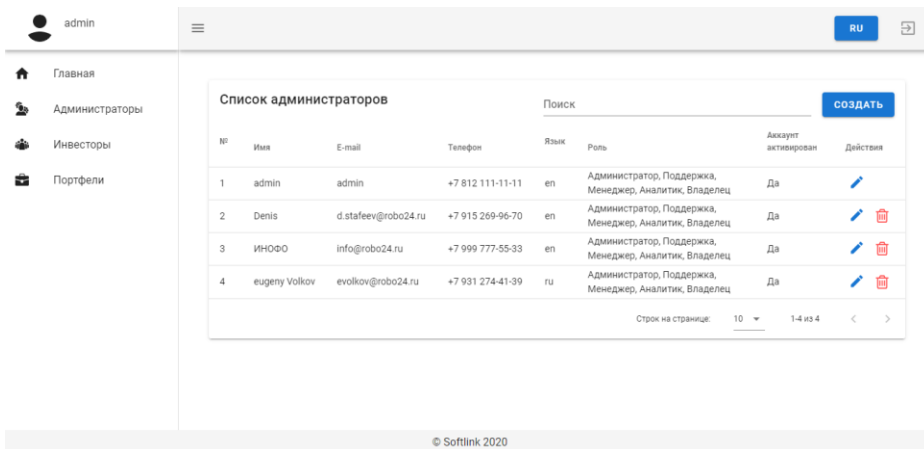 admin
RU
Главная
Администраторы
Инвесторы
Портфели
Список администраторов
Поиск
СОЗДАТЬ
№ Имя E-mail Телефон Язык Роль Аккаунт активирован Действия
1 admin admin +7 812 111-11-11 en Администратор, Поддержка, Менеджер, Аналитик, Владелец Да
2 Denis d.stafeev@robo24.ru +7 915 269-96-70 en Администратор, Поддержка, Менеджер, Аналитик, Владелец Да
3 ИНОФО info@robo24.ru +7 999 777-55-33 en Администратор, Поддержка, Менеджер, Аналитик, Владелец Да
4 eugeny Volkov evolkov@robo24.ru +7 931 274-41-39 ru Администратор, Поддержка, Менеджер, Аналитик, Владелец Да
Строк на странице: 10 1-4 из 4
© Softlink 2020